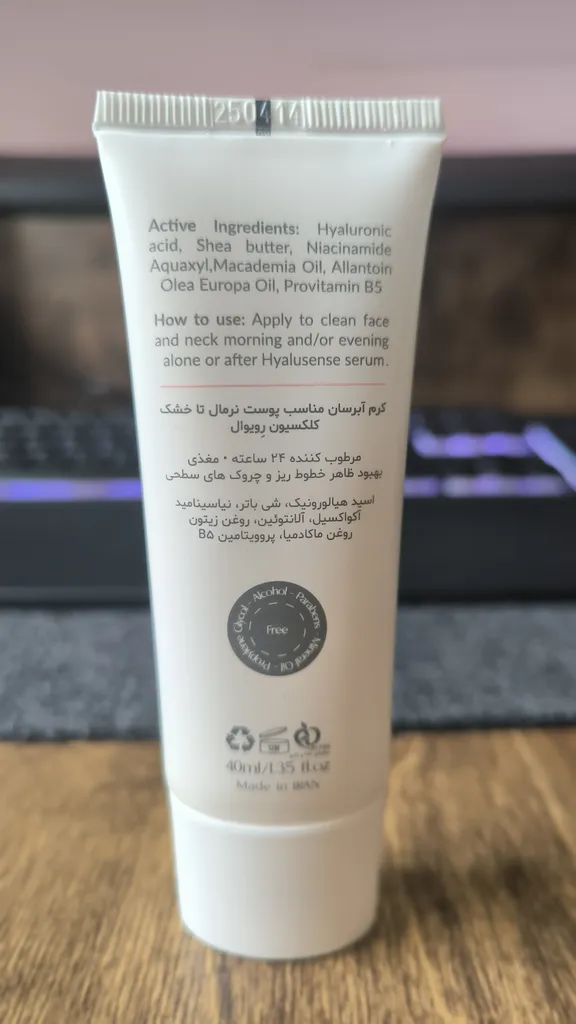 250414
Active Ingredients: Hyaluronic
acid, Shea butter, Niacinamide
Aquaxyl,Macademia Oil, Allantoin
Olea Europa Oil, Provitamin B5
How to use: Apply to clean face
and neck morning and/or evening
alone or after Hyalusense serum.
کرم آبرسان مناسب پوست نرمال تا خشک
کلکسیون رِویوال
مرطوب کننده ۲۴ ساعته • مغذی
بهبود ظاهر خطوط ریز و چروک های سطحی
اسید هیالورونیک، شی باتر، نیاسینامید
آکواکسیل، آلانتوئین، روغن زیتون
روغن ماکادمیا، پروویتامین B۵
Alcohol - Parabens
Mineral Oil - Propylene Glycol
Free
40ml/1.35 fl.oz
Made in IRAN